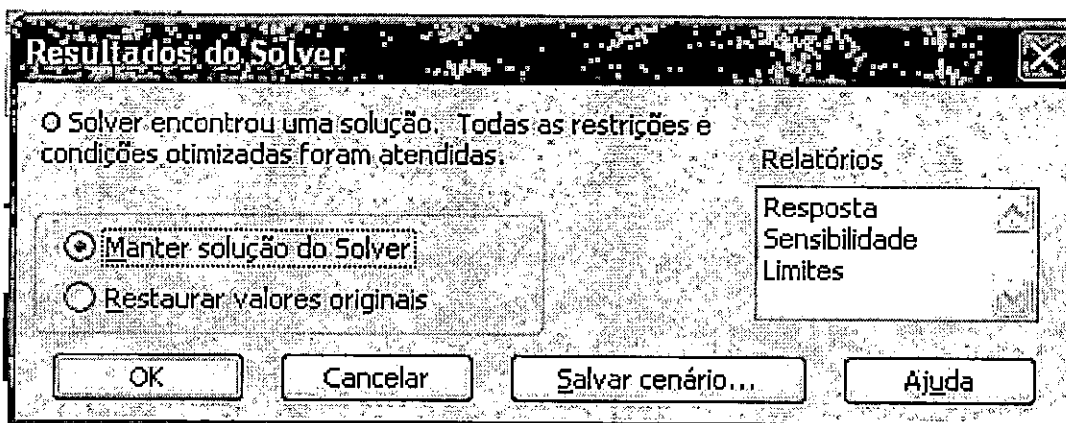 Resultados do Solver
O Solver encontrou uma solução. Todas as restrições e
condições otimizadas foram atendidas.
Relatórios
Resposta
Sensibilidade
Limites
Manter solução do Solver
Restaurar valores originais
OK
Cancelar
Salvar cenário...
Ajuda